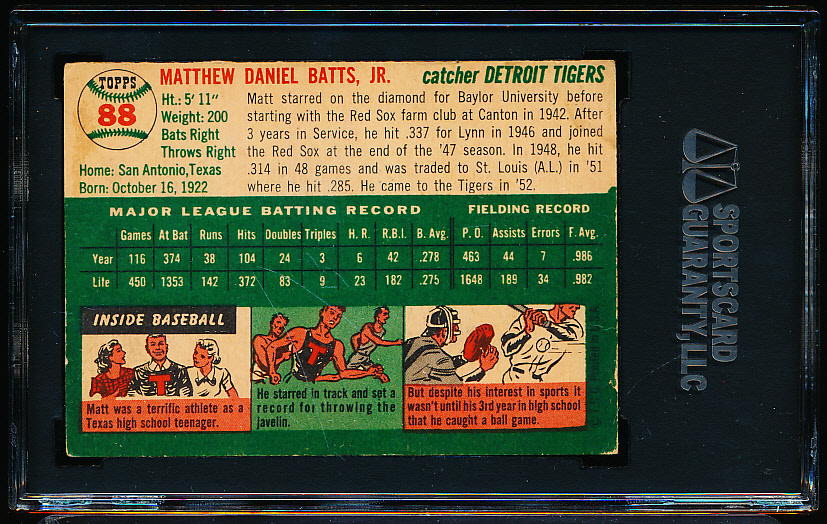 TOPPS
88
MATTHEW DANIEL BATTS, JR. catcher DETROIT TIGERS
Ht.: 5' 11"
Weight: 200
Bats Right
Throws Right
Home: San Antonio, Texas
Born: October 16, 1922
Matt starred on the diamond for Baylor University before
starting with the Red Sox farm club at Canton in 1942. After
3 years in Service, he hit .337 for Lynn in 1946 and joined
the Red Sox at the end of the '47 season. In 1948, he hit
.314 in 48 games and was traded to St. Louis (A.L.) in '51
where he hit .285. He came to the Tigers in '52.
MAJOR LEAGUE BATTING RECORD FIELDING RECORD
Games At Bat Runs Hits Doubles Triples H. R. R.B.I. B. Avg. P. O. Assists Errors F. Avg.
Year 116 374 38 104 24 3 6 42 .278 463 44 7 .986
Life 450 1353 142 372 83 9 23 182 .275 1648 189 34 .982
INSIDE BASEBALL
T
Matt was a terrific athlete as a
Texas high school teenager.
T
He starred in track and set a
record for throwing the
javelin.
But despite his interest in sports it
wasn't until his 3rd year in high school
that he caught a ball game.
SPORTSCARD
GUARANTY, LLC